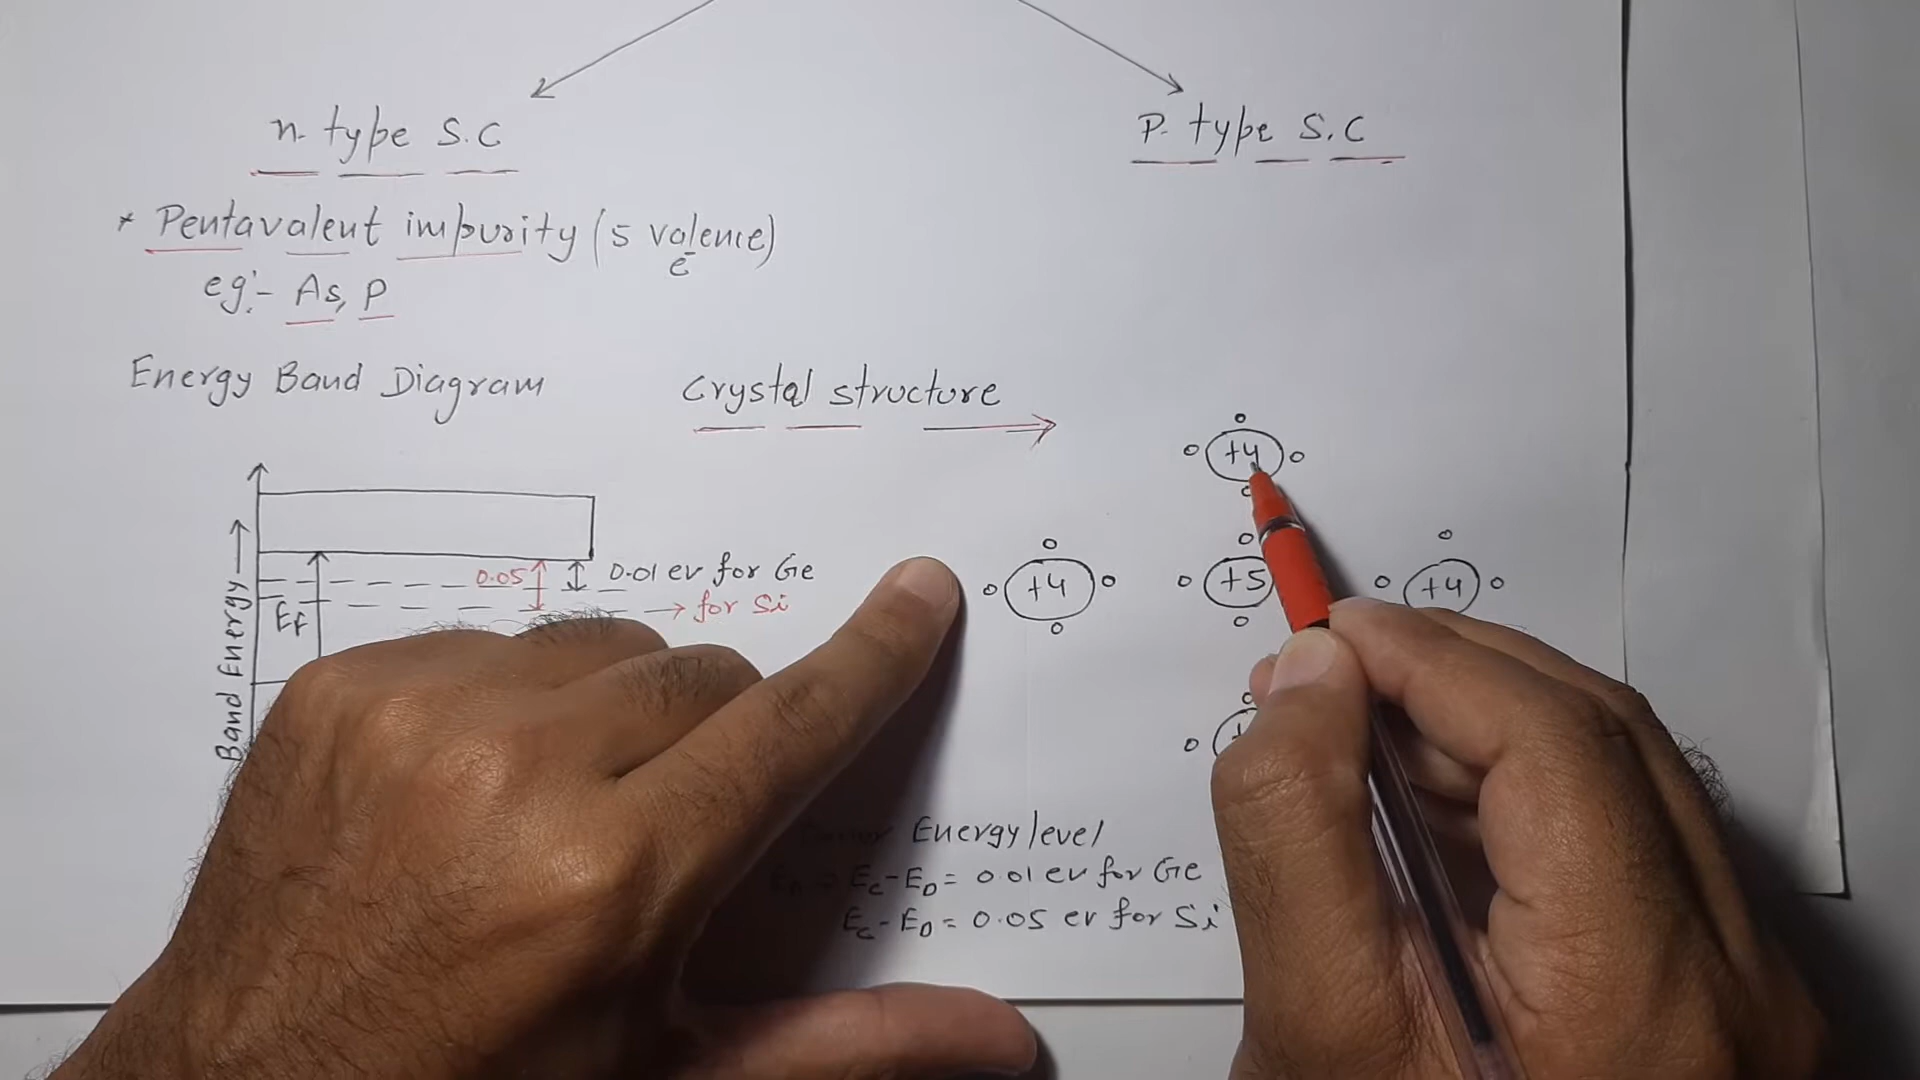 n-type S.C
P-type S.C
* Pentavalent impurity (5 valence)
e⁻
eg:- As, P
Energy Band Diagram
Crystal structure
+4
0.05
0.01 ev for Ge
+4
+5
+4
for Si
Ef
Band Energy
Energy level
Ec-ED = 0.01 ev for Ge
Ec-ED = 0.05 ev for Si